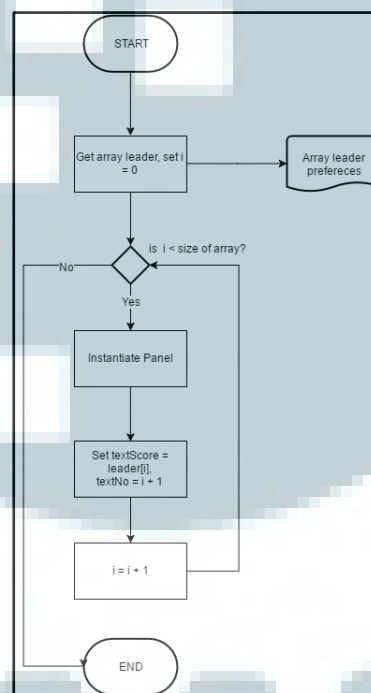 START
Get array leader, set i
= 0
Array leader
prefereces
is i < size of array?
No
Yes
Instantiate Panel
Set textScore =
leader[i],
textNo = i + 1
i = i + 1
END